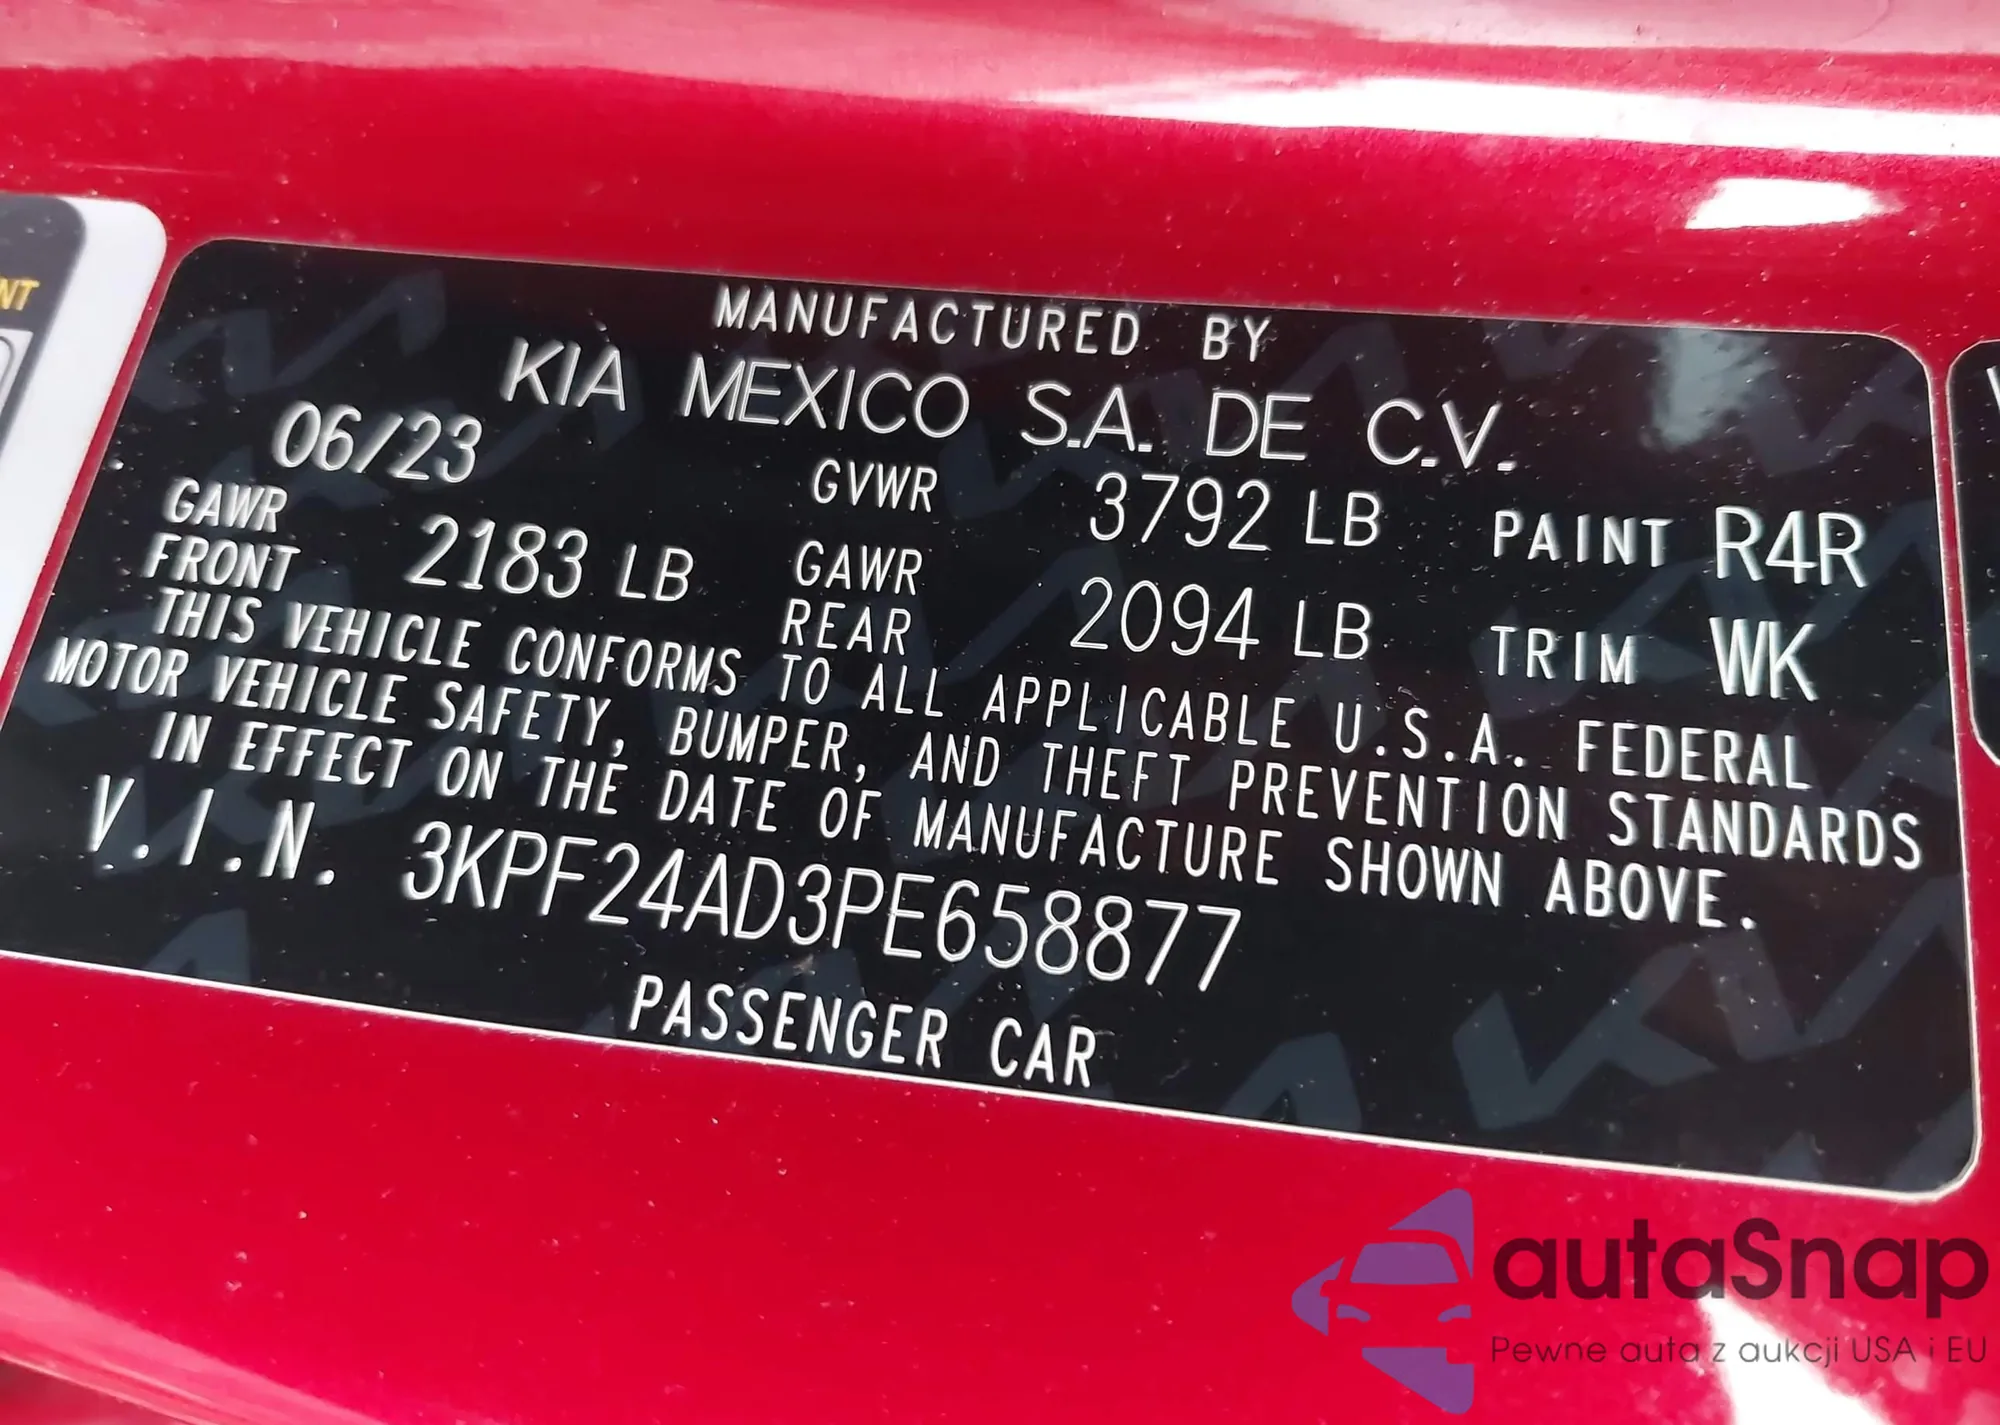 NT
MANUFACTURED BY
KIA MEXICO S.A. DE C.V.
06/23 GVWR 3792 LB PAINT R4R
GAWR FRONT 2183 LB GAWR REAR 2094 LB TRIM WK
THIS VEHICLE CONFORMS TO ALL APPLICABLE U.S.A. FEDERAL
MOTOR VEHICLE SAFETY, BUMPER, AND THEFT PREVENTION STANDARDS
IN EFFECT ON THE DATE OF MANUFACTURE SHOWN ABOVE.
V.I.N. 3KPF24AD3PE658877
PASSENGER CAR
autaSnap
Pewne auta z aukcji USA i EU